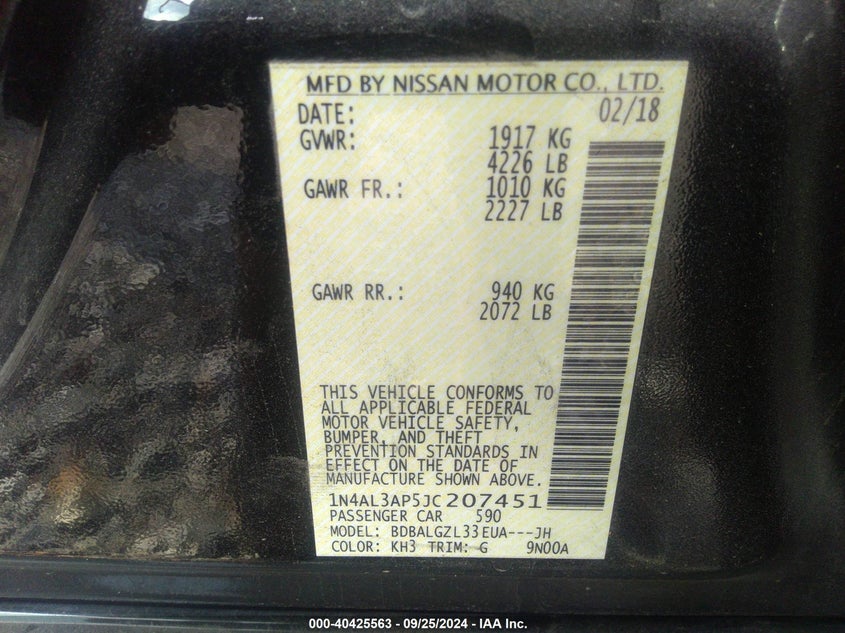 MFD BY NISSAN MOTOR CO., LTD.
DATE: 02/18
GVWR: 1917 KG
4226 LB
GAWR FR.: 1010 KG
2227 LB
GAWR RR.: 940 KG
2072 LB
THIS VEHICLE CONFORMS TO
ALL APPLICABLE FEDERAL
MOTOR VEHICLE SAFETY,
BUMPER, AND THEFT
PREVENTION STANDARDS IN
EFFECT ON THE DATE OF
MANUFACTURE SHOWN ABOVE.
1N4AL3AP5JC207451
PASSENGER CAR 590
MODEL: BDBALGZL33EUA---JH
COLOR: KH3 TRIM: G 9N00A
000-40425563 - 09/25/2024 - IAA Inc.